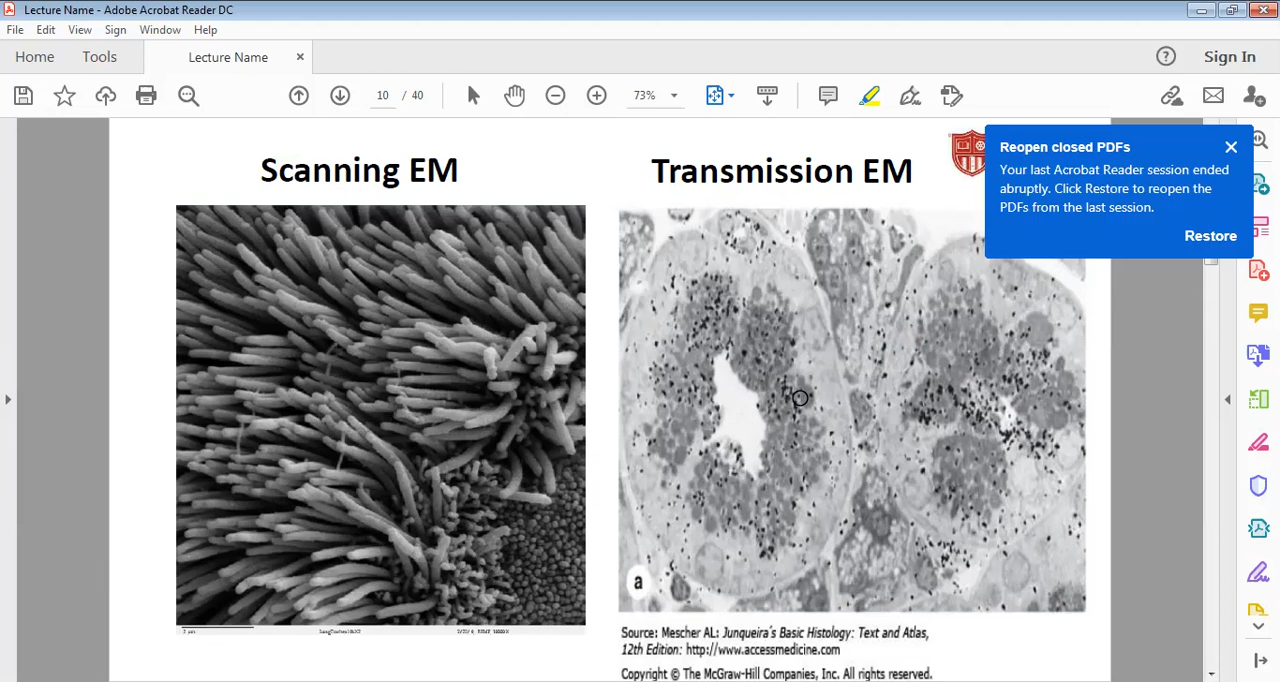 Lecture Name - Adobe Acrobat Reader DC
File Edit View Sign Window Help
Home Tools Lecture Name × Sign In
10 / 40 73%
Reopen closed PDFs
Your last Acrobat Reader session ended
abruptly. Click Restore to reopen the
PDFs from the last session.
Restore
Scanning EM
Transmission EM
a
Source: Mescher AL: Junqueira's Basic Histology: Text and Atlas,
12th Edition: http://www.accessmedicine.com
Copyright © The McGraw-Hill Companies, Inc. All rights reserved.